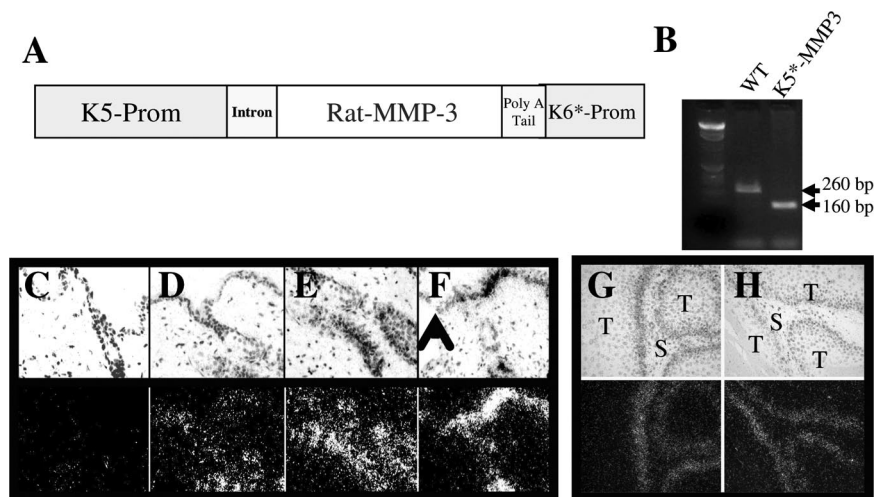 A
K5-Prom
Intron
Rat-MMP-3
Poly A
Tail
K6*-Prom
B
WT
K5*-MMP3
260 bp
160 bp
C
D
E
F
G
T
T
S
H
T
S
T
T